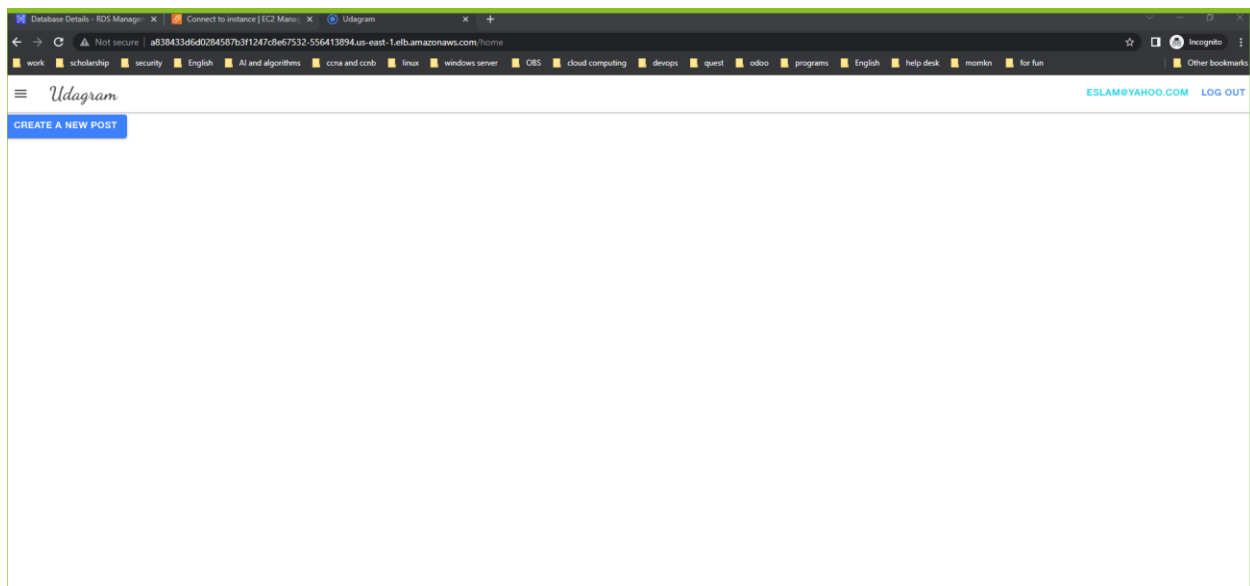 Database Details - RDS Manage
Connect to instance | EC2 Manag
Udagram
Not secure
a838433d6d0284587b3f1247c8e67532-556413894.us-east-1.elb.amazonaws.com/home
Incognito
work scholarship security English AI and algorithms ccna and ccnb linux windows server OBS cloud computing devops quest odoo programs English help desk momkn for fun Other bookmarks
Udagram
ESLAM@YAHOO.COM LOG OUT
CREATE A NEW POST